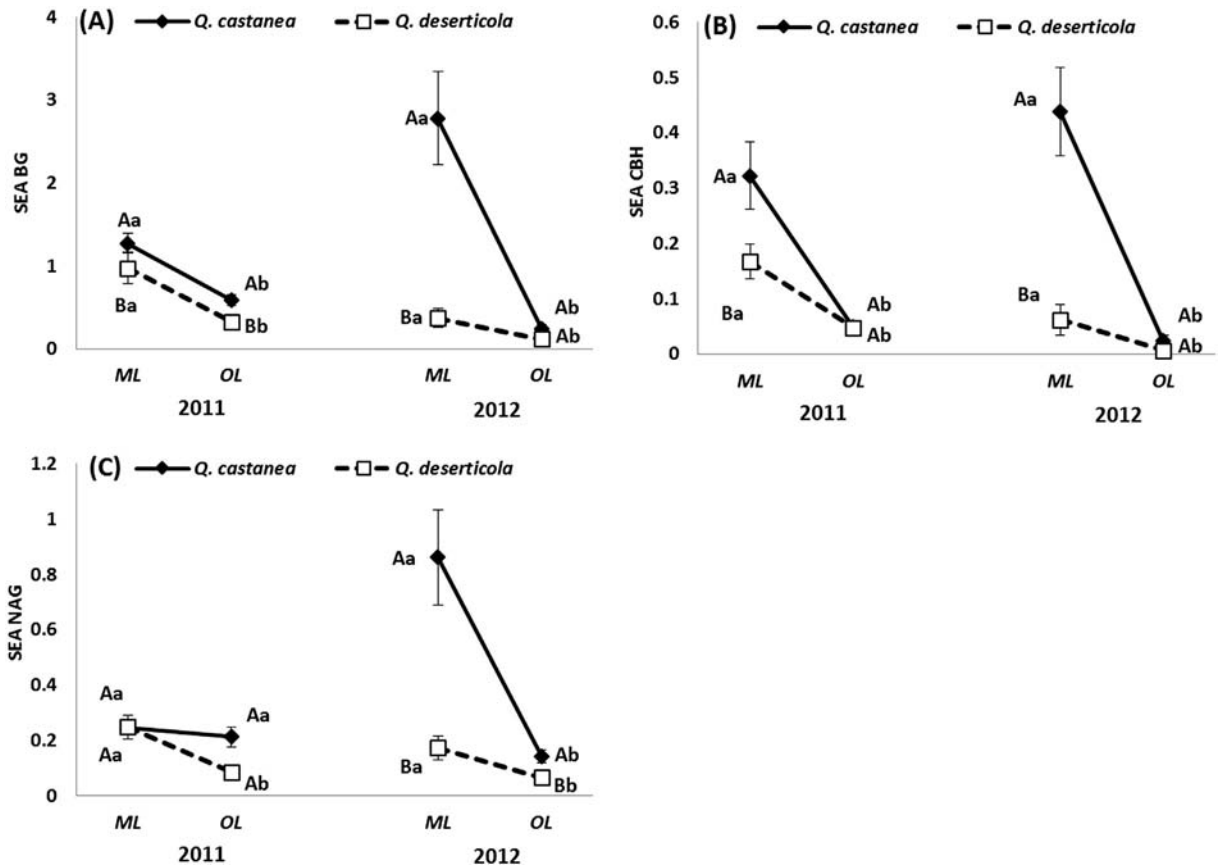 (A) Q. castanea Q. deserticola
4
3
2
1
0
SEA BG
Aa
Ba
Ab
Bb
Aa
Ba
Ab
Ab
ML OL ML OL
2011 2012
(B) Q. castanea Q. deserticola
0.6
0.5
0.4
0.3
0.2
0.1
0
SEA CBH
Aa
Ba
Ab
Ab
Aa
Ba
Ab
Ab
ML OL ML OL
2011 2012
(C) Q. castanea Q. deserticola
1.2
1
0.8
0.6
0.4
0.2
0
SEA NAG
Aa
Aa
Aa
Ab
Aa
Ba
Ab
Bb
ML OL ML OL
2011 2012